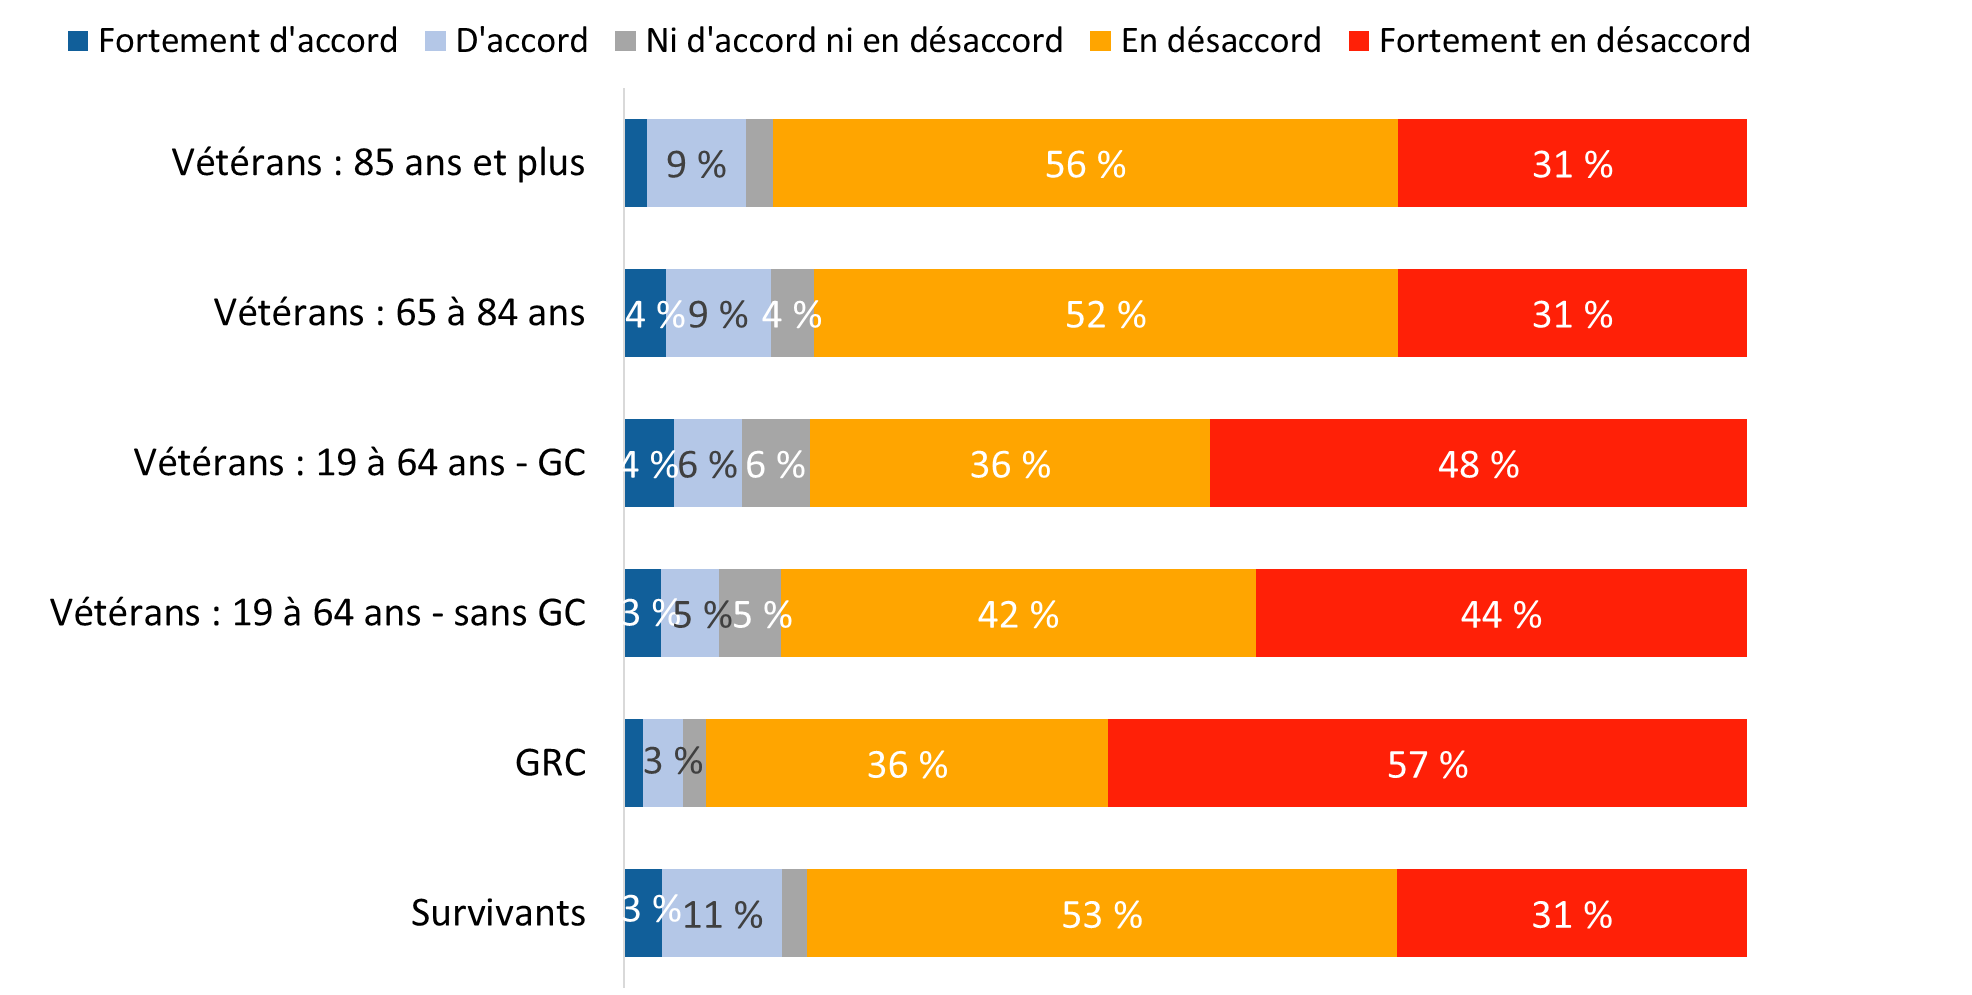 Fortement d'accord D'accord Ni d'accord ni en désaccord En désaccord Fortement en désaccord
Vétérans : 85 ans et plus 9 % 56 % 31 %
Vétérans : 65 à 84 ans 4 % 9 % 4 % 52 % 31 %
Vétérans : 19 à 64 ans - GC 4 % 6 % 6 % 36 % 48 %
Vétérans : 19 à 64 ans - sans GC 3 % 5 % 5 % 42 % 44 %
GRC 3 % 36 % 57 %
Survivants 3 % 11 % 53 % 31 %